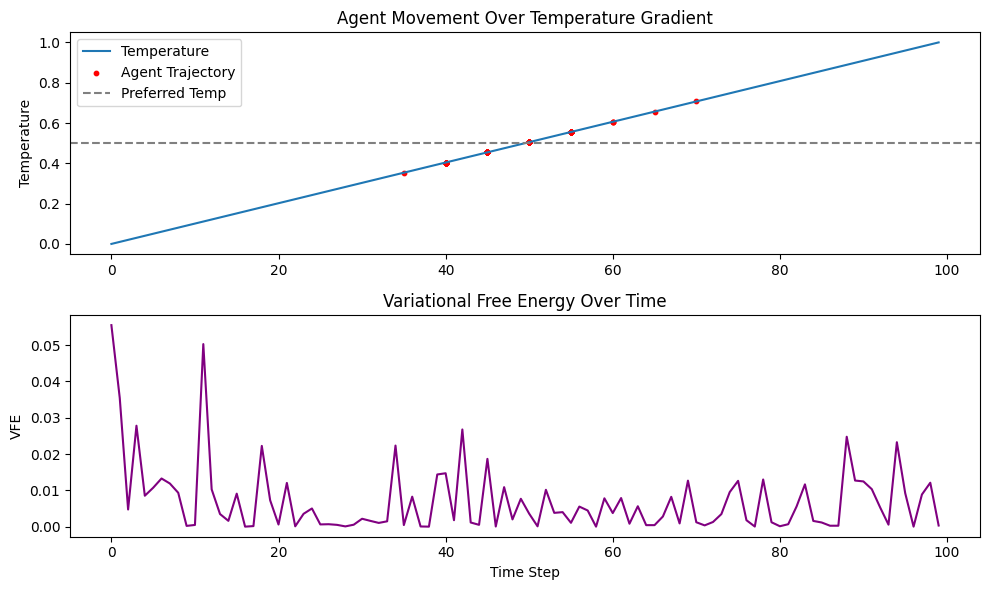 Agent Movement Over Temperature Gradient
Temperature
Agent Trajectory
Preferred Temp
Temperature
1.0
0.8
0.6
0.4
0.2
0.0
0 20 40 60 80 100
Variational Free Energy Over Time
VFE
0.05
0.04
0.03
0.02
0.01
0.00
0 20 40 60 80 100
Time Step